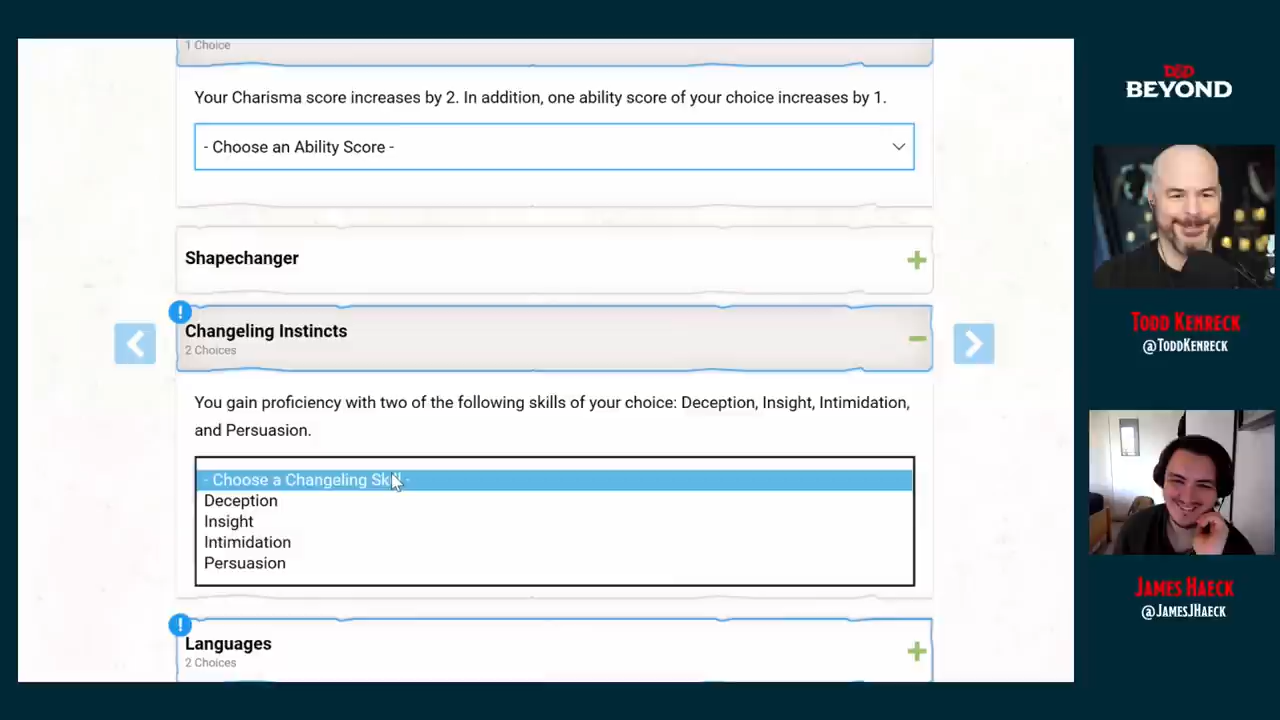 1 Choice
Your Charisma score increases by 2. In addition, one ability score of your choice increases by 1.
- Choose an Ability Score -
Shapechanger
!
Changeling Instincts
2 Choices
You gain proficiency with two of the following skills of your choice: Deception, Insight, Intimidation,
and Persuasion.
- Choose a Changeling Skill -
Deception
Insight
Intimidation
Persuasion
!
Languages
2 Choices
D&D
BEYOND
Todd Kenreck
@ToddKenreck
James Haeck
@JamesJHaeck